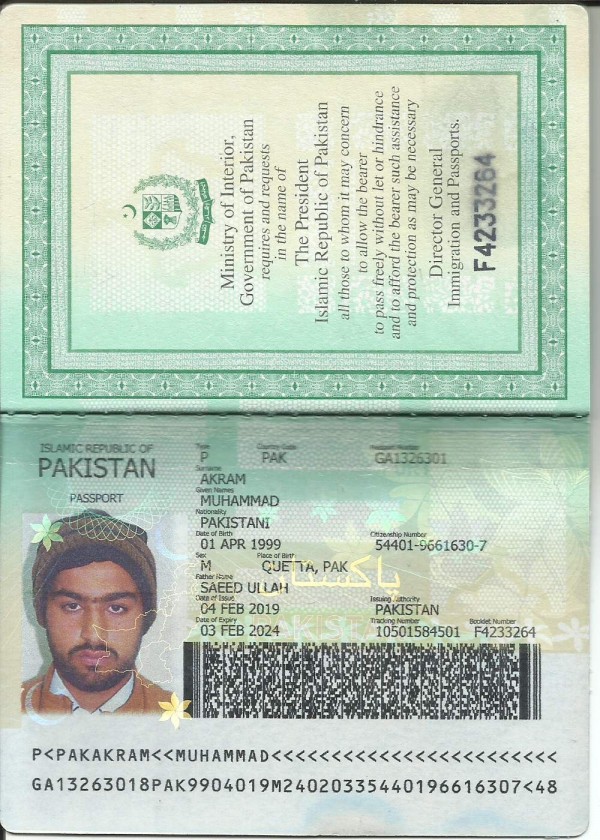 Ministry of Interior,
Government of Pakistan
requires and requests
in the name of
The President
Islamic Republic of Pakistan
all those to whom it may concern
to allow the bearer
to pass freely without let or hindrance
and to afford the bearer such assistance
and protection as may be necessary
Director General
Immigration and Passports.
F4233264
ISLAMIC REPUBLIC OF
PAKISTAN
PASSPORT
Type Country Code Passport Number
P PAK GA1326301
Surname
AKRAM
Given Names
MUHAMMAD
Nationality
PAKISTANI
Date of Birth Citizenship Number
01 APR 1999 54401-9661630-7
Sex Place of Birth
M QUETTA, PAK
پاکستان
Father Name
SAEED ULLAH
Date of Issue Issuing Authority
04 FEB 2019 PAKISTAN
Date of Expiry Tracking Number Booklet Number
03 FEB 2024 10501584501 F4233264
P<PAKAKRAM<<MUHAMMAD<<<<<<<<<<<<<<<<<<<<<<<<
GA13263018PAK9904019M24020335440196616307<48